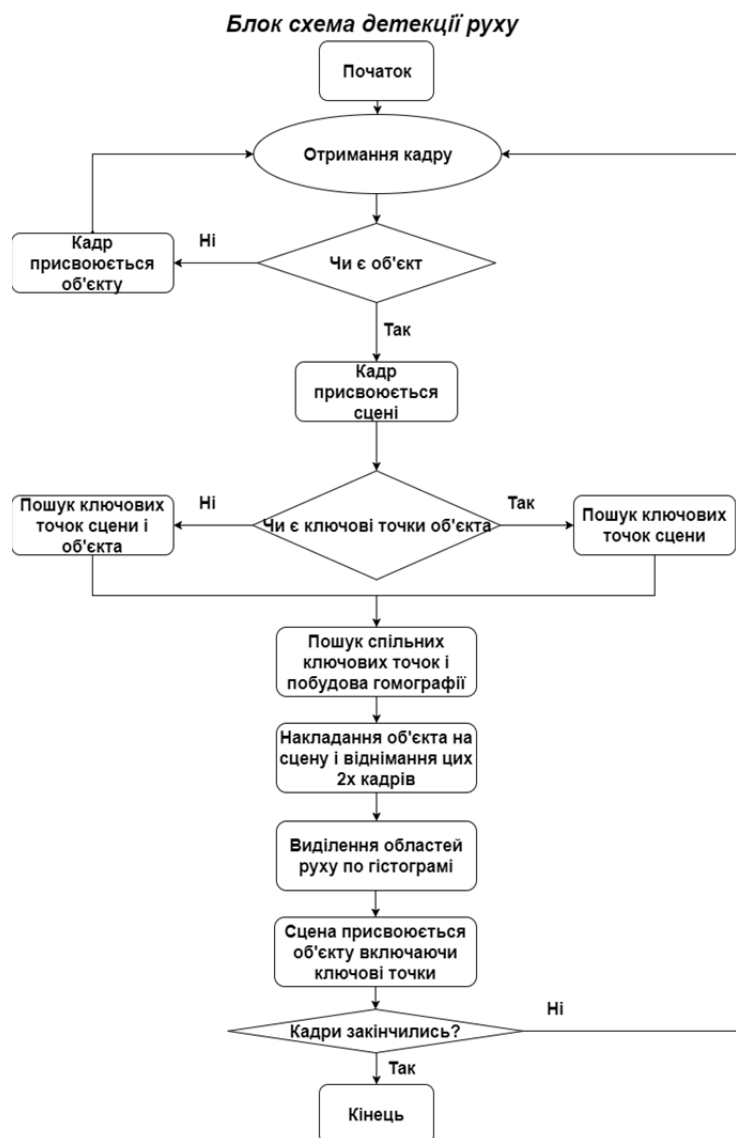 Блок схема детекції руху
Початок
Отримання кадру
Кадр
присвоюється
об'єкту
Ні
Чи є об'єкт
Так
Кадр
присвоюється
сцені
Пошук ключових
точок сцени і
об'єкта
Ні
Чи є ключові точки об'єкта
Так
Пошук ключових
точок сцени
Пошук спільних
ключових точок і
побудова гомографії
Накладання об'єкта на
сцену і віднімання цих
2х кадрів
Виділення областей
руху по гістограмі
Сцена присвоюється
об'єкту включаючи
ключові точки
Кадри закінчились?
Ні
Так
Кінець